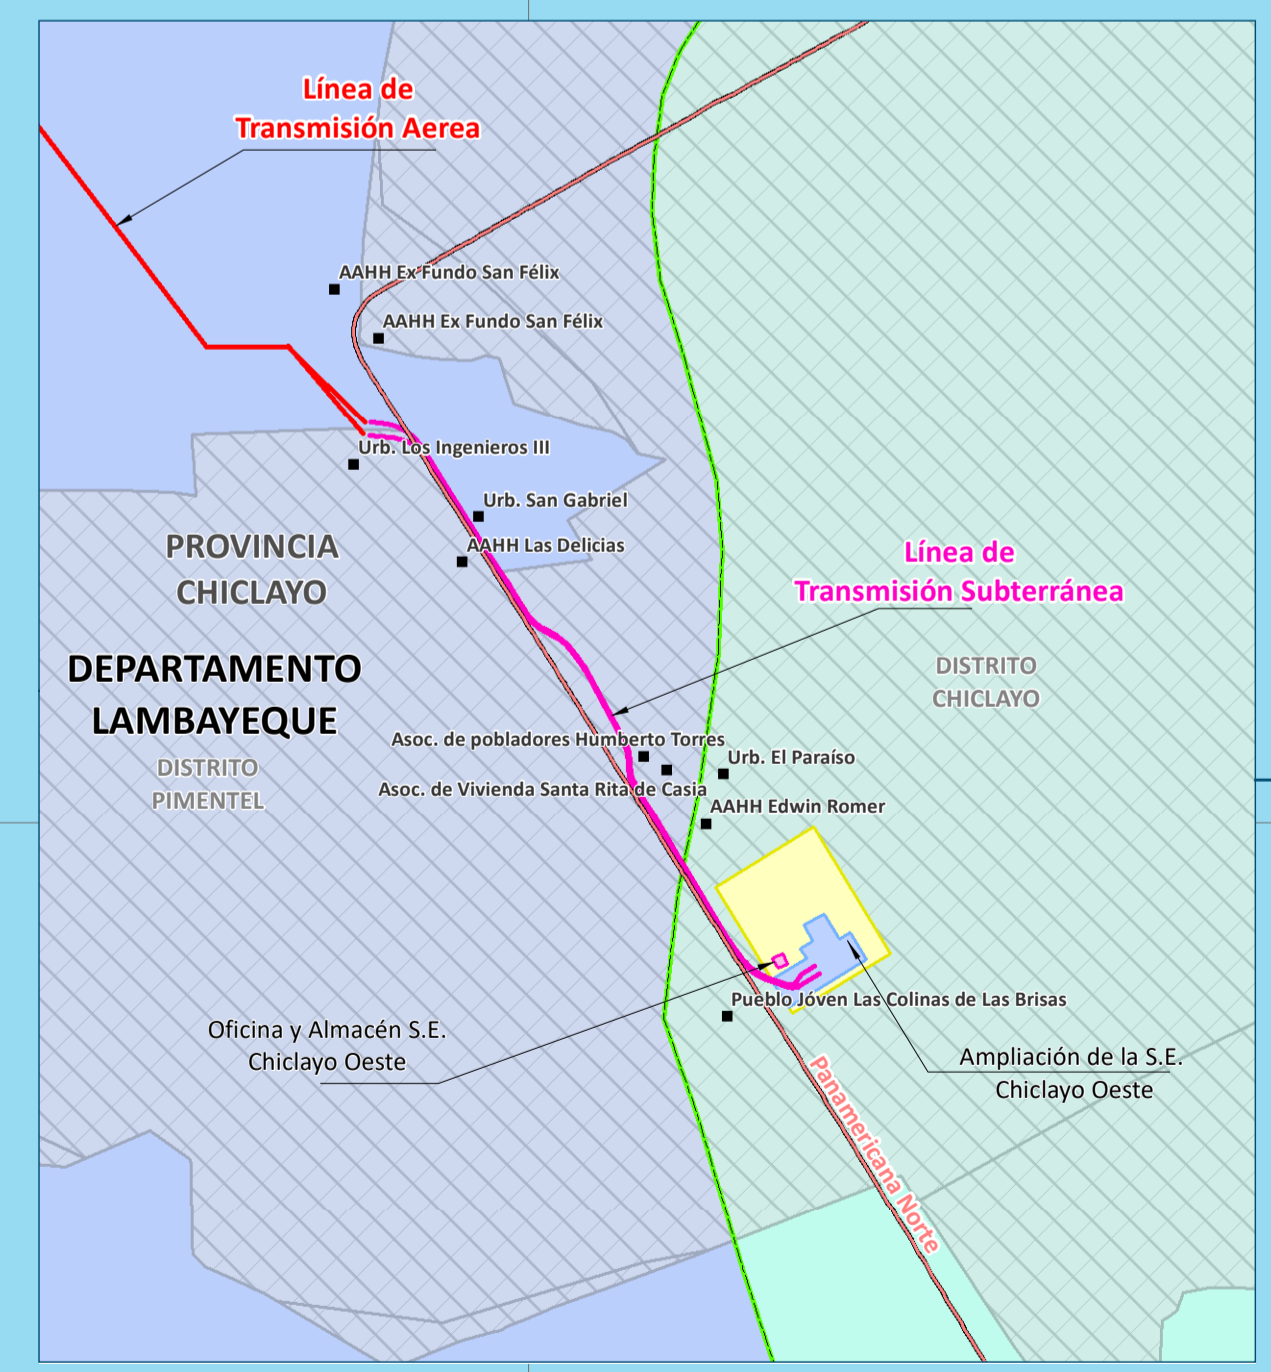 Línea de
Transmisión Aerea
AAHH Ex Fundo San Félix
AAHH Ex Fundo San Félix
Urb. Los Ingenieros III
Urb. San Gabriel
AAHH Las Delicias
PROVINCIA
CHICLAYO
Línea de
Transmisión Subterránea
DEPARTAMENTO
LAMBAYEQUE
DISTRITO
CHICLAYO
DISTRITO
PIMENTEL
Asoc. de pobladores Humberto Torres
Urb. El Paraíso
Asoc. de Vivienda Santa Rita de Casia
AAHH Edwin Romer
Pueblo Jóven Las Colinas de Las Brisas
Oficina y Almacén S.E.
Chiclayo Oeste
Ampliación de la S.E.
Chiclayo Oeste
Panamericana Norte